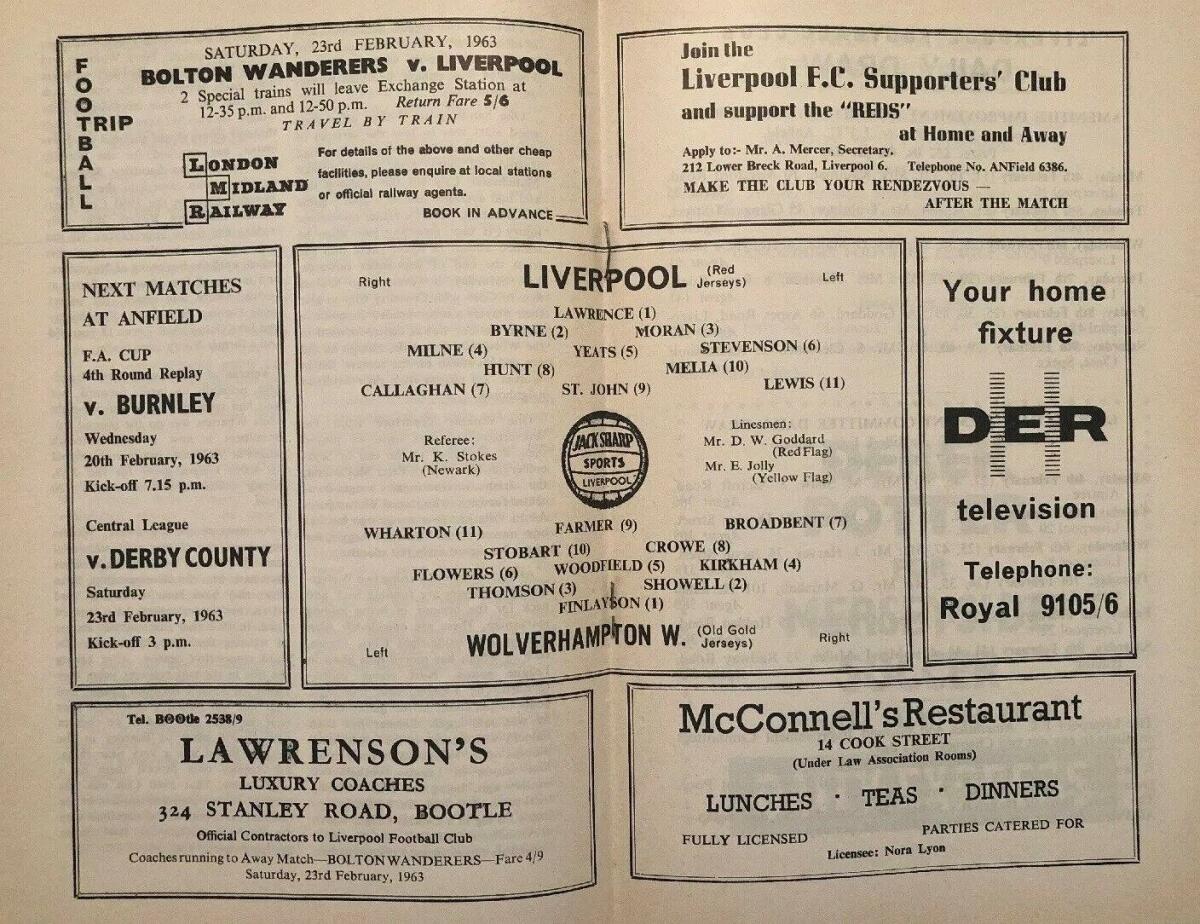 FOOTBALL
TRIP
SATURDAY, 23rd FEBRUARY, 1963
BOLTON WANDERERS v. LIVERPOOL
2 Special trains will leave Exchange Station at
12-35 p.m. and 12-50 p.m. Return Fare 5/6
TRAVEL BY TRAIN
LONDON
MIDLAND
RAILWAY
For details of the above and other cheap
facilities, please enquire at local stations
or official railway agents.
BOOK IN ADVANCE
Join the
Liverpool F.C. Supporters' Club
and support the "REDS"
at Home and Away
Apply to:- Mr. A. Mercer, Secretary,
212 Lower Breck Road, Liverpool 6. Telephone No. ANField 6386.
MAKE THE CLUB YOUR RENDEZVOUS —
AFTER THE MATCH
NEXT MATCHES
AT ANFIELD
F.A. CUP
4th Round Replay
v. BURNLEY
Wednesday
20th February, 1963
Kick-off 7.15 p.m.
Central League
v. DERBY COUNTY
Saturday
23rd February, 1963
Kick-off 3 p.m.
Right LIVERPOOL (Red Jerseys) Left
LAWRENCE (1)
BYRNE (2) MORAN (3)
MILNE (4) YEATS (5) STEVENSON (6)
HUNT (8) MELIA (10)
CALLAGHAN (7) ST. JOHN (9) LEWIS (11)
Referee:
Mr. K. Stokes
(Newark)
JACK SHARP
SPORTS
LIVERPOOL
Linesmen:
Mr. D. W. Goddard
(Red Flag)
Mr. E. Jolly
(Yellow Flag)
WHARTON (11) FARMER (9) BROADBENT (7)
STOBART (10) CROWE (8)
FLOWERS (6) WOODFIELD (5) KIRKHAM (4)
THOMSON (3) SHOWELL (2)
FINLAYSON (1)
Left WOLVERHAMPTON W. (Old Gold Jerseys) Right
Your home
fixture
DER
television
Telephone:
Royal 9105/6
Tel. BOOtle 2538/9
LAWRENSON'S
LUXURY COACHES
324 STANLEY ROAD, BOOTLE
Official Contractors to Liverpool Football Club
Coaches running to Away Match—BOLTON WANDERERS—Fare 4/9
Saturday, 23rd February, 1963
McConnell's Restaurant
14 COOK STREET
(Under Law Association Rooms)
LUNCHES · TEAS · DINNERS
FULLY LICENSED PARTIES CATERED FOR
Licensee: Nora Lyon